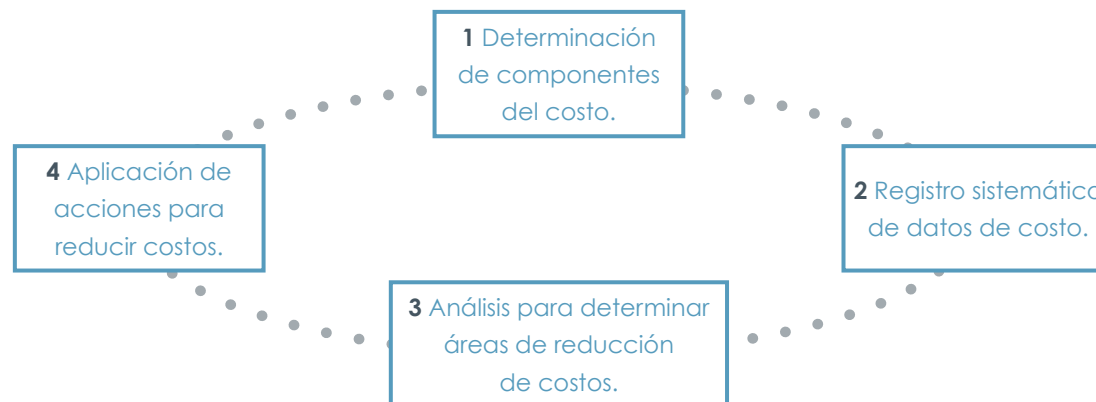 1 Determinación
de componentes
del costo.
2 Registro sistemático
de datos de costo.
3 Análisis para determinar
áreas de reducción
de costos.
4 Aplicación de
acciones para
reducir costos.